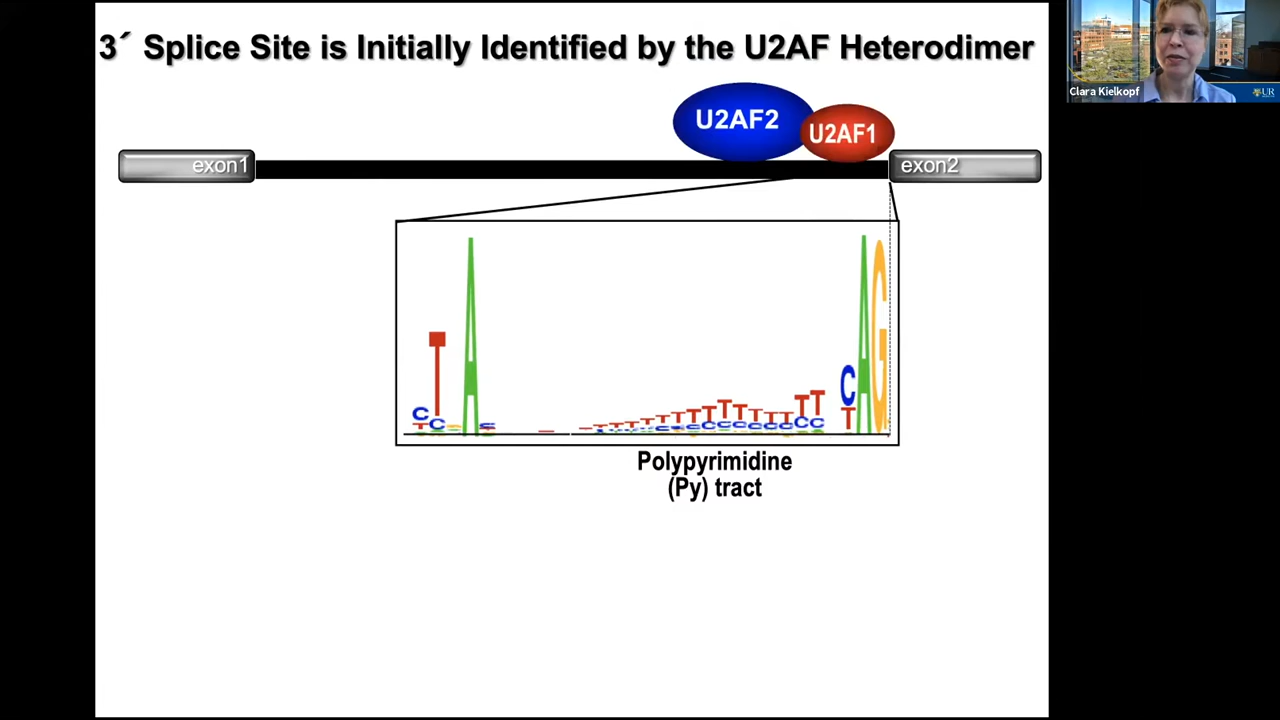 3´ Splice Site is Initially Identified by the U2AF Heterodimer
U2AF2
U2AF1
exon1
exon2
Polypyrimidine
(Py) tract
Clara Kielkopf
UR